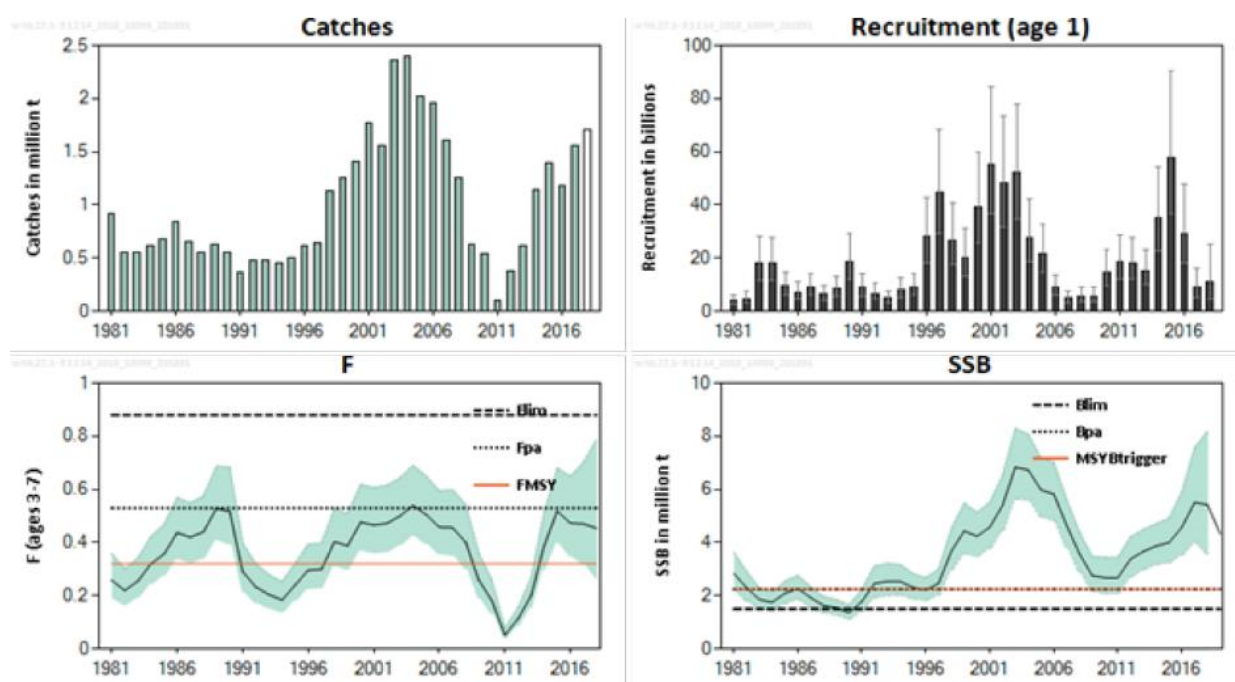 Catches
Catches in million t
2.5
2
1.5
1
0.5
0
1981 1986 1991 1996 2001 2006 2011 2016
Recruitment (age 1)
Recruitment in billions
100
80
60
40
20
0
1981 1986 1991 1996 2001 2006 2011 2016
F
F (ages 3-7)
1
0.8
0.6
0.4
0.2
0
Flim
Fpa
FMSY
1981 1986 1991 1996 2001 2006 2011 2016
SSB
SSB in million t
10
8
6
4
2
0
Blim
Bpa
MSYBtrigger
1981 1986 1991 1996 2001 2006 2011 2016